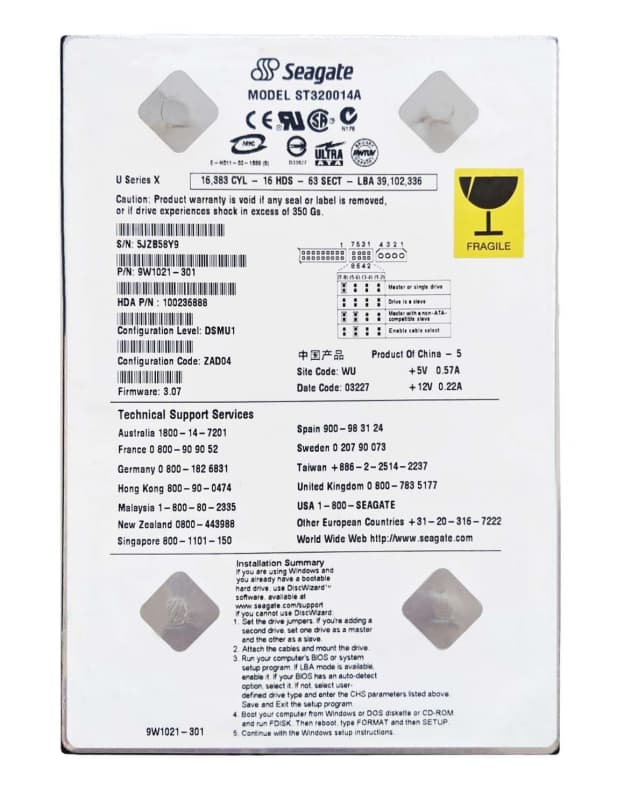 Seagate
MODEL ST320014A
CE SA N176
E-H011-02-1886 (B) D33027 ULTRA ATA
U Series X 16,383 CYL – 16 HDS – 63 SECT – LBA 39,102,336
Caution: Product warranty is void if any seal or label is removed,
or if drive experiences shock in excess of 350 Gs.
FRAGILE
S/N: 5JZB58Y9
P/N: 9W1021-301
HDA P/N : 100236888
Configuration Level: DSMU1
Configuration Code: ZAD04
Firmware: 3.07
1 7531 4321
8642
(7-8) (5-6) (3-4) (1-2)
Master or single drive
Drive is a slave
Master with a non-ATA-
compatible slave
Enable cable select
中国产品 Product Of China – 5
Site Code: WU +5V 0.57A
Date Code: 03227 +12V 0.22A
Technical Support Services
Australia 1800-14-7201
France 0 800-90 90 52
Germany 0 800-182 6831
Hong Kong 800-90-0474
Malaysia 1-800-80-2335
New Zealand 0800-443988
Singapore 800-1101-150
Spain 900-98 31 24
Sweden 0 207 90 073
Taiwan +886-2-2514-2237
United Kingdom 0 800-783 5177
USA 1-800-SEAGATE
Other European Countries +31-20-316-7222
World Wide Web http://www.seagate.com
Installation Summary
If you are using Windows and
you already have a bootable
hard drive, use DiscWizard™
software, available at
www.seagate.com/support
If you cannot use DiscWizard:
1. Set the drive jumpers. If you're adding a
second drive, set one drive as a master
and the other as a slave.
2. Attach the cables and mount the drive.
3. Run your computer's BIOS or system
setup program. If LBA mode is available,
enable it. If your BIOS has an auto-detect
option, select it. If not, select user-
defined drive type and enter the CHS parameters listed above.
Save and Exit the setup program.
4. Boot your computer from Windows or DOS diskette or CD-ROM
and run FDISK. Then reboot, type FORMAT and then SETUP.
5. Continue with the Windows setup instructions.
9W1021-301